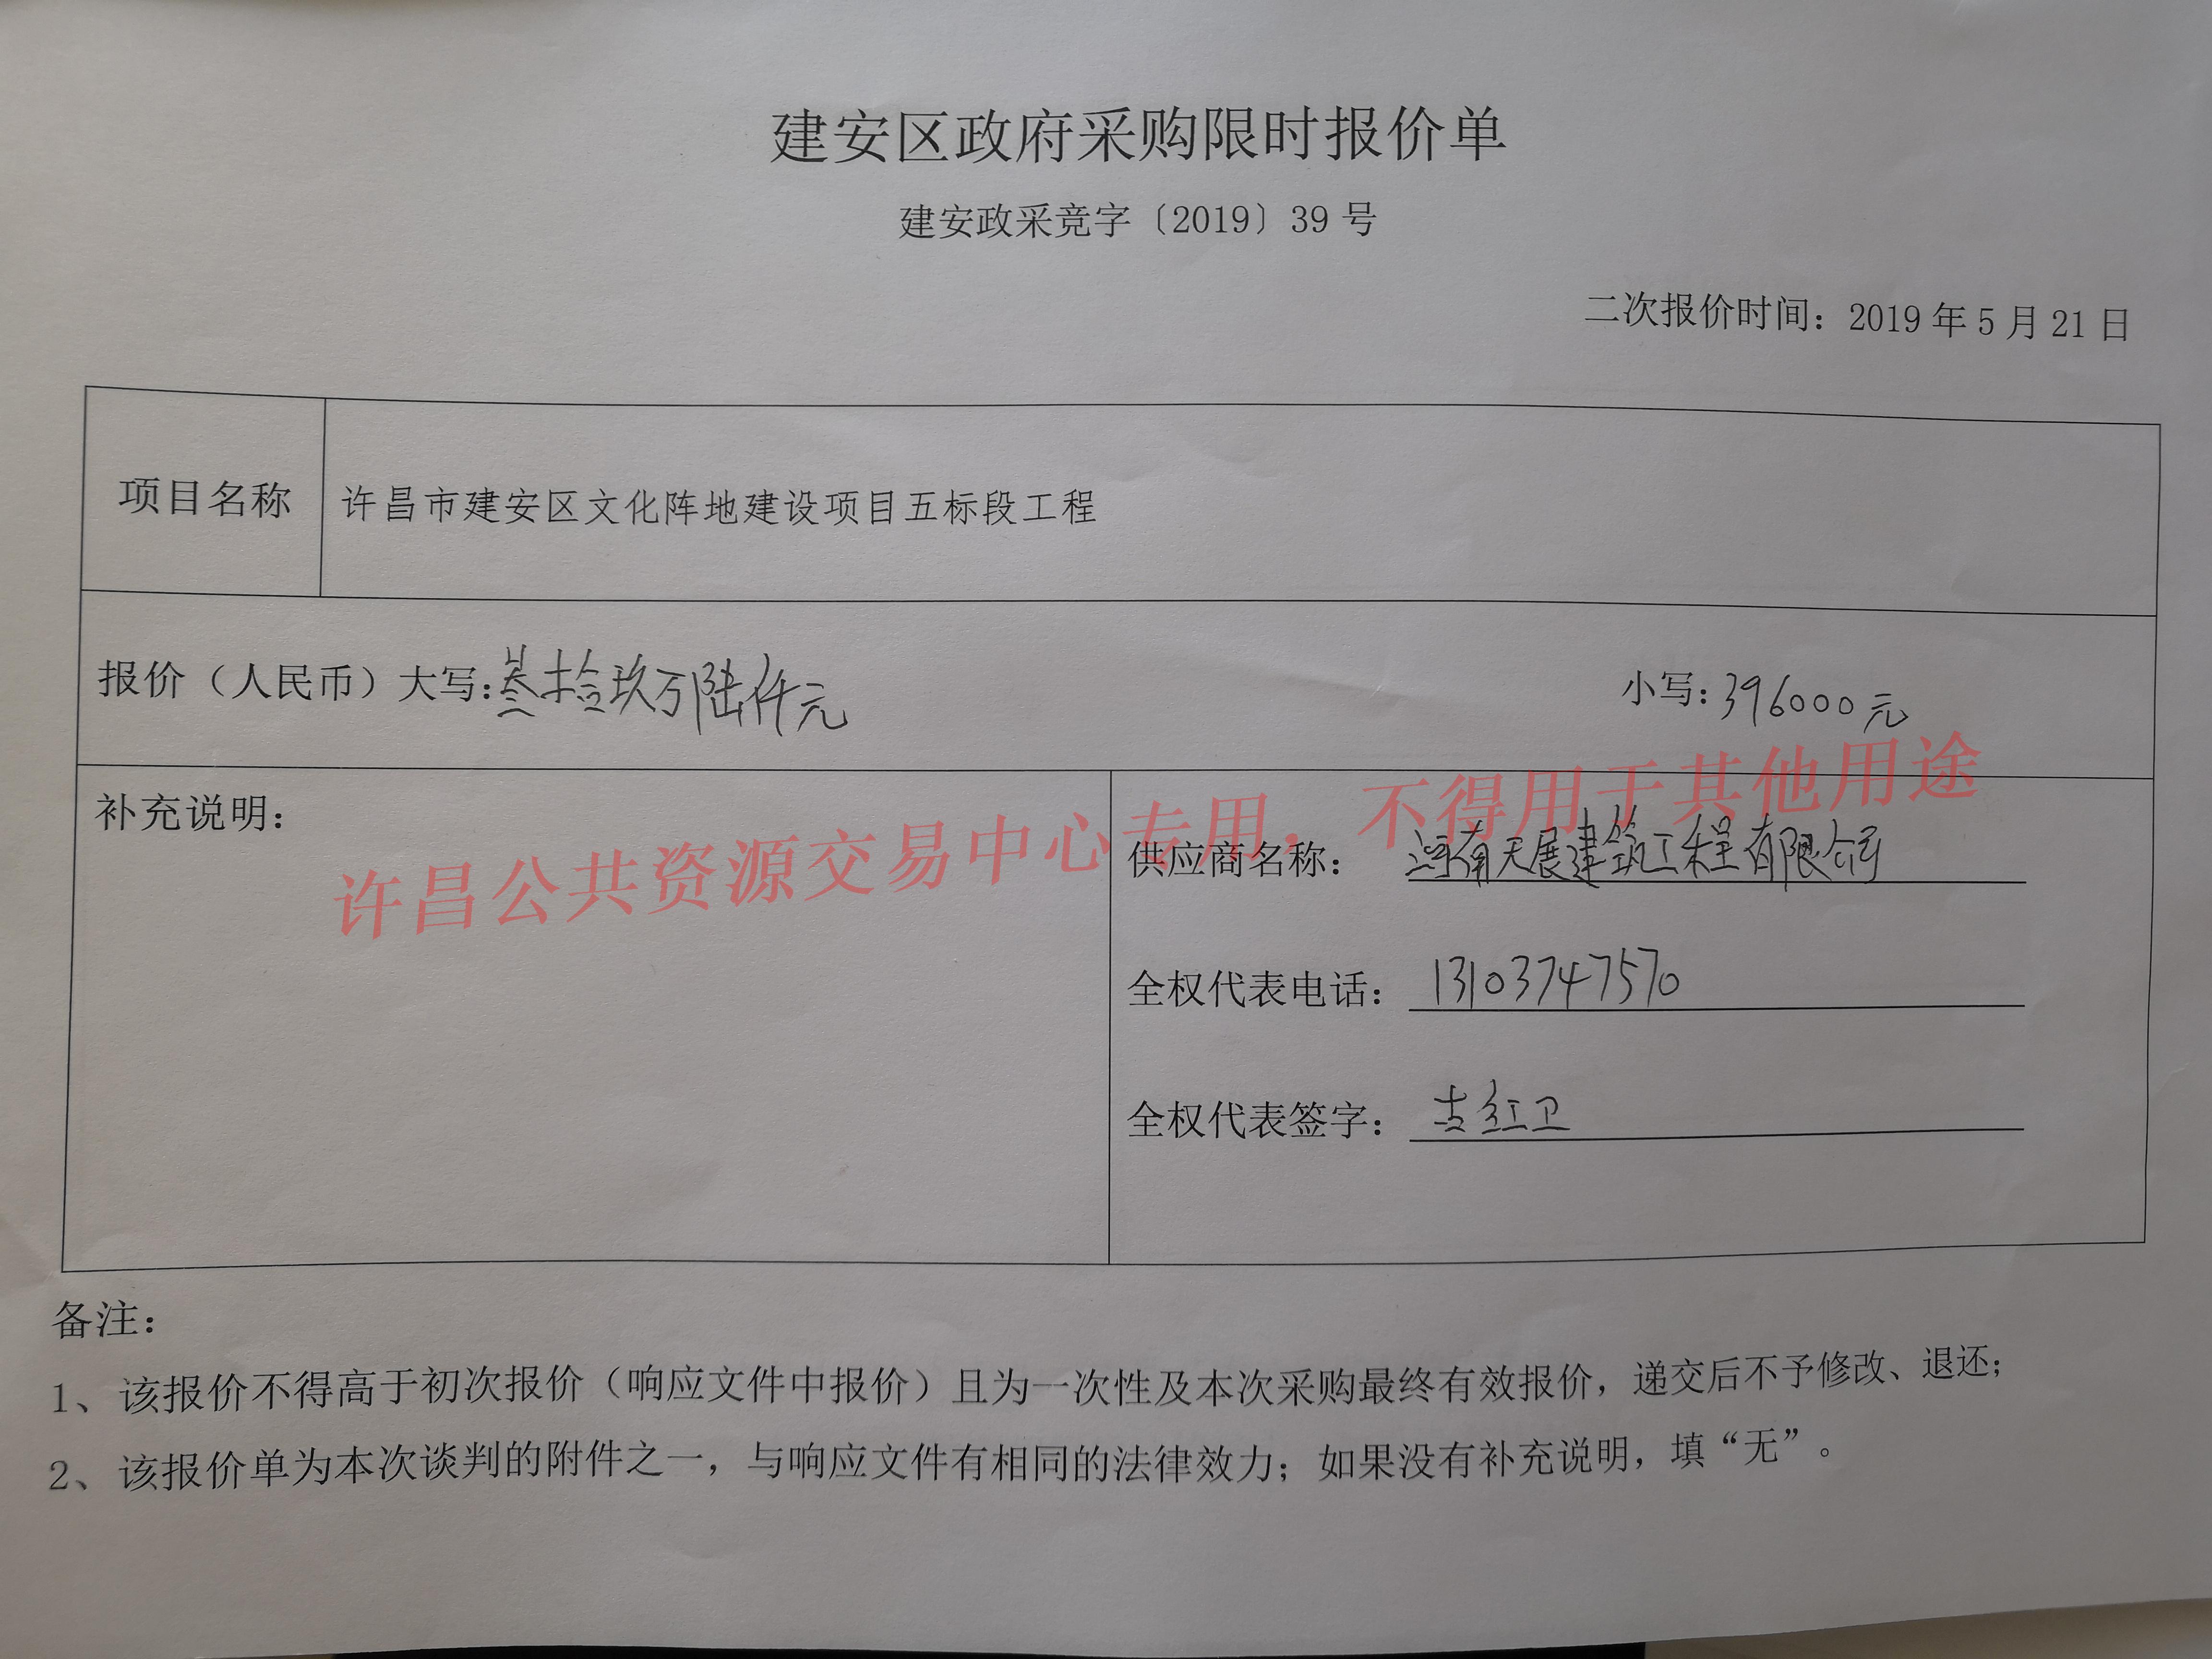 建安区政府采购限时报价单
建安政采竞字〔2019〕39 号
二次报价时间：2019 年 5 月 21 日
项目名称 许昌市建安区文化阵地建设项目五标段工程
报价（人民币）大写：叁拾玖万陆仟元 小写：396000元
补充说明：
许昌公共资源交易中心专用，不得用于其他用途
供应商名称： 河南天展建筑工程有限公司
全权代表电话： 13103747570
全权代表签字： 吉红卫
备注：
1、该报价不得高于初次报价（响应文件中报价）且为一次性及本次采购最终有效报价，递交后不予修改、退还；
2、该报价单为本次谈判的附件之一，与响应文件有相同的法律效力；如果没有补充说明，填“无”。